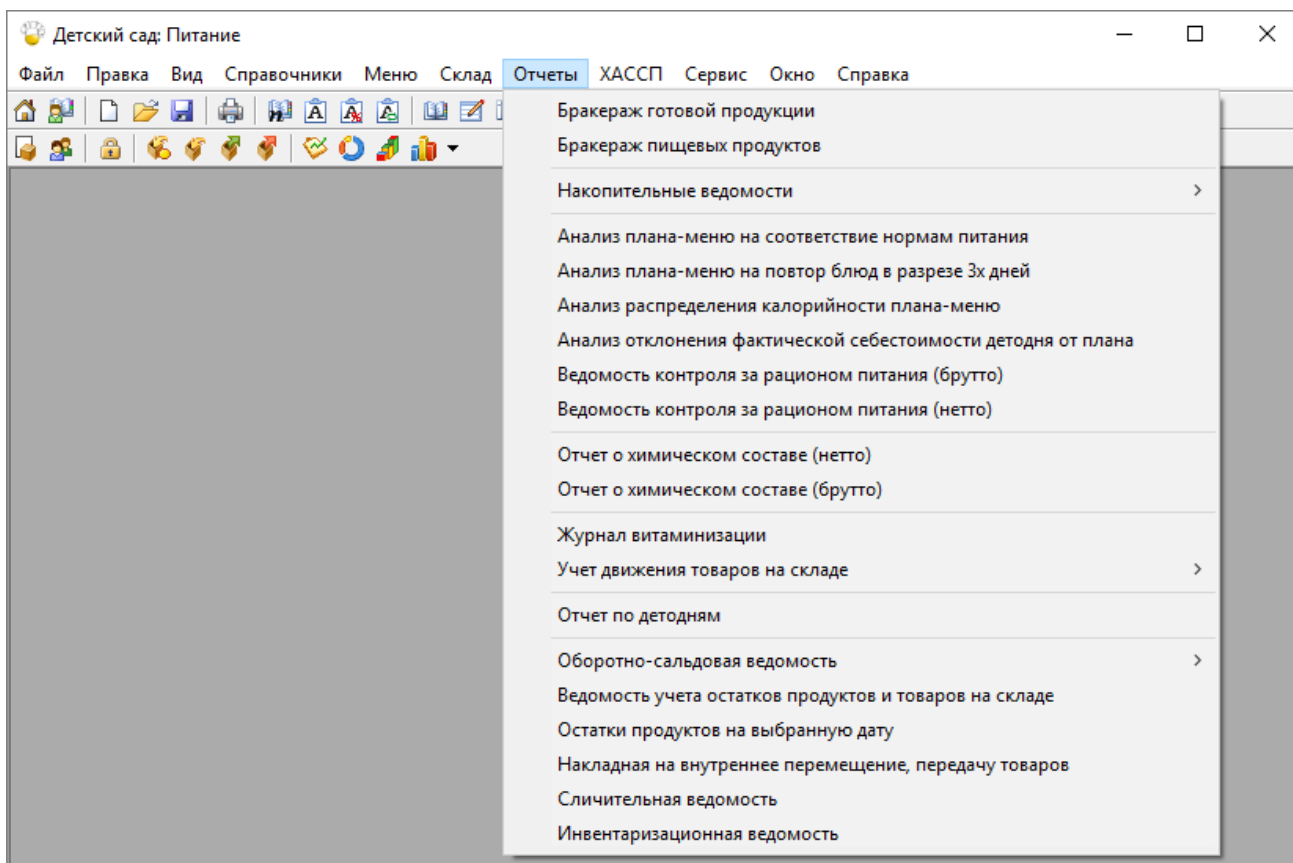 Детский сад: Питание
Файл Правка Вид Справочники Меню Склад Отчеты ХАССП Сервис Окно Справка
Бракераж готовой продукции
Бракераж пищевых продуктов
Накопительные ведомости
Анализ плана-меню на соответствие нормам питания
Анализ плана-меню на повтор блюд в разрезе 3х дней
Анализ распределения калорийности плана-меню
Анализ отклонения фактической себестоимости детодня от плана
Ведомость контроля за рационом питания (брутто)
Ведомость контроля за рационом питания (нетто)
Отчет о химическом составе (нетто)
Отчет о химическом составе (брутто)
Журнал витаминизации
Учет движения товаров на складе
Отчет по детодням
Оборотно-сальдовая ведомость
Ведомость учета остатков продуктов и товаров на складе
Остатки продуктов на выбранную дату
Накладная на внутреннее перемещение, передачу товаров
Сличительная ведомость
Инвентаризационная ведомость